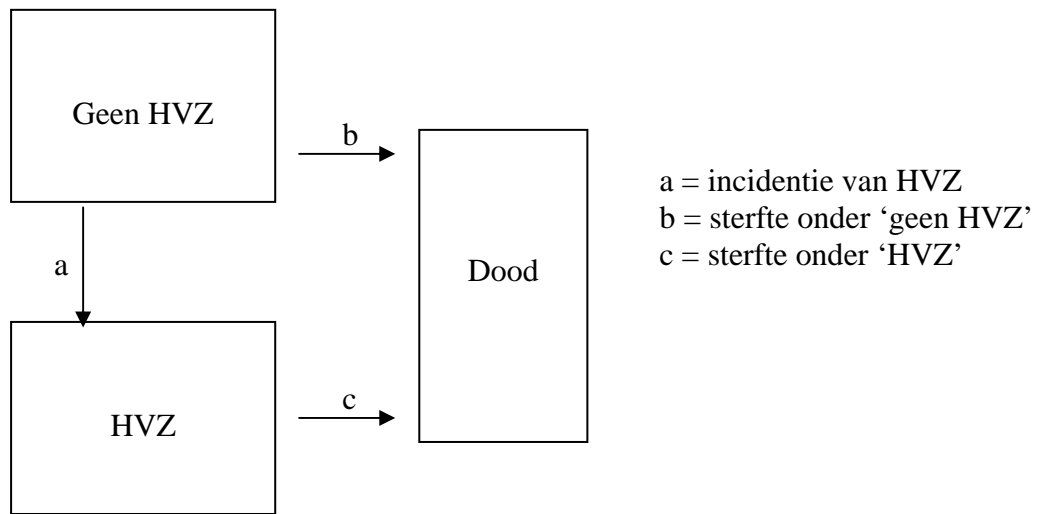 Geen HVZ
b
a = incidentie van HVZ
b = sterfte onder ‘geen HVZ’
c = sterfte onder ‘HVZ’
a
Dood
c
HVZ